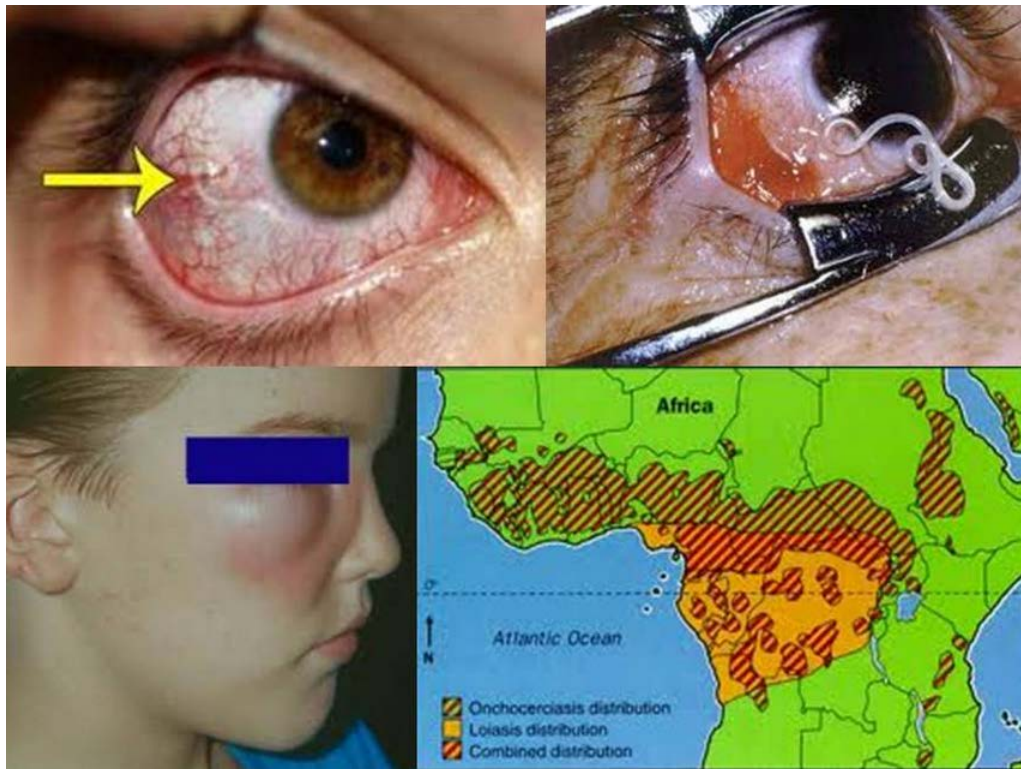 Africa
0°
N
Atlantic Ocean
Onchocerciasis distribution
Loiasis distribution
Combined distribution